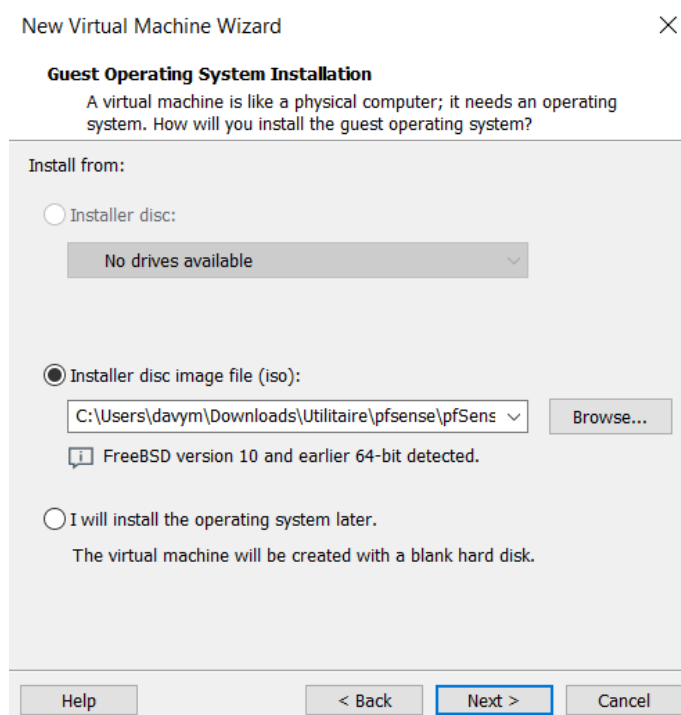 New Virtual Machine Wizard
Guest Operating System Installation
A virtual machine is like a physical computer; it needs an operating
system. How will you install the guest operating system?
Install from:
Installer disc:
No drives available
Installer disc image file (iso):
C:\Users\davym\Downloads\Utilitaire\pfsense\pfSens
Browse...
FreeBSD version 10 and earlier 64-bit detected.
I will install the operating system later.
The virtual machine will be created with a blank hard disk.
Help
< Back
Next >
Cancel